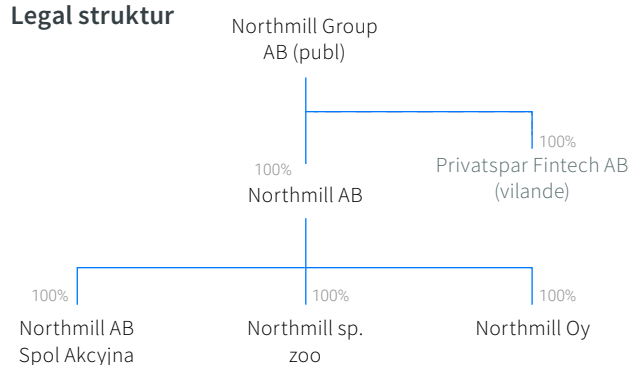 Legal struktur
Northmill Group
AB (publ)
100%
Privatspar Fintech AB
(vilande)
100%
Northmill AB
100%
Northmill AB
Spol Akcyjna
100%
Northmill sp.
zoo
100%
Northmill Oy